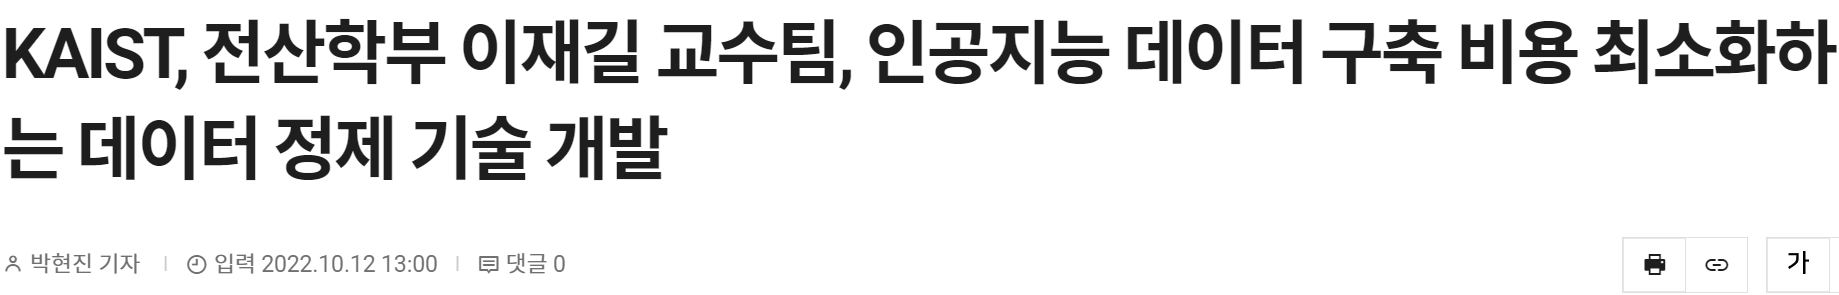 KAIST, 전산학부 이재길 교수팀, 인공지능 데이터 구축 비용 최소화하
는 데이터 정제 기술 개발
박현진 기자 | 입력 2022.10.12 13:00 | 댓글 0
가